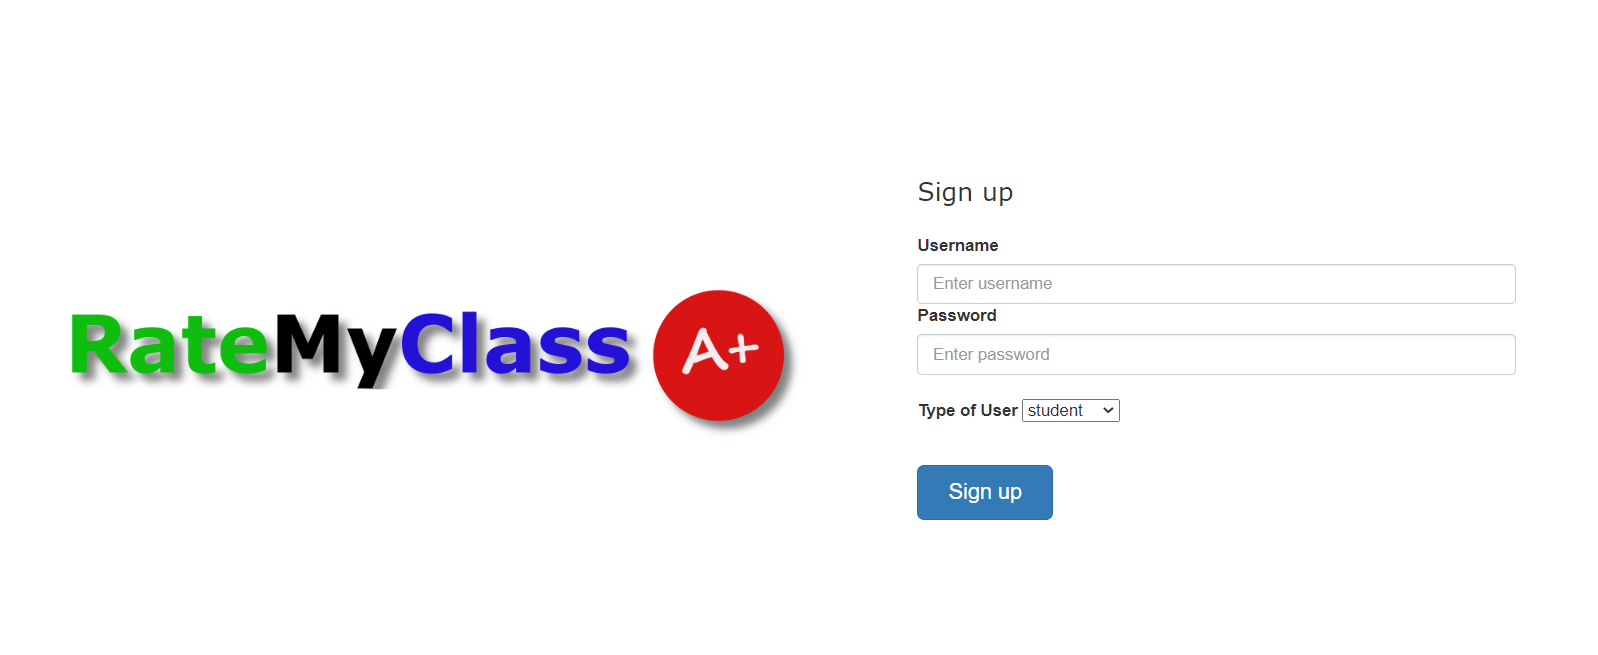 RateMyClass A+
Sign up
Username
Enter username
Password
Enter password
Type of User student
Sign up